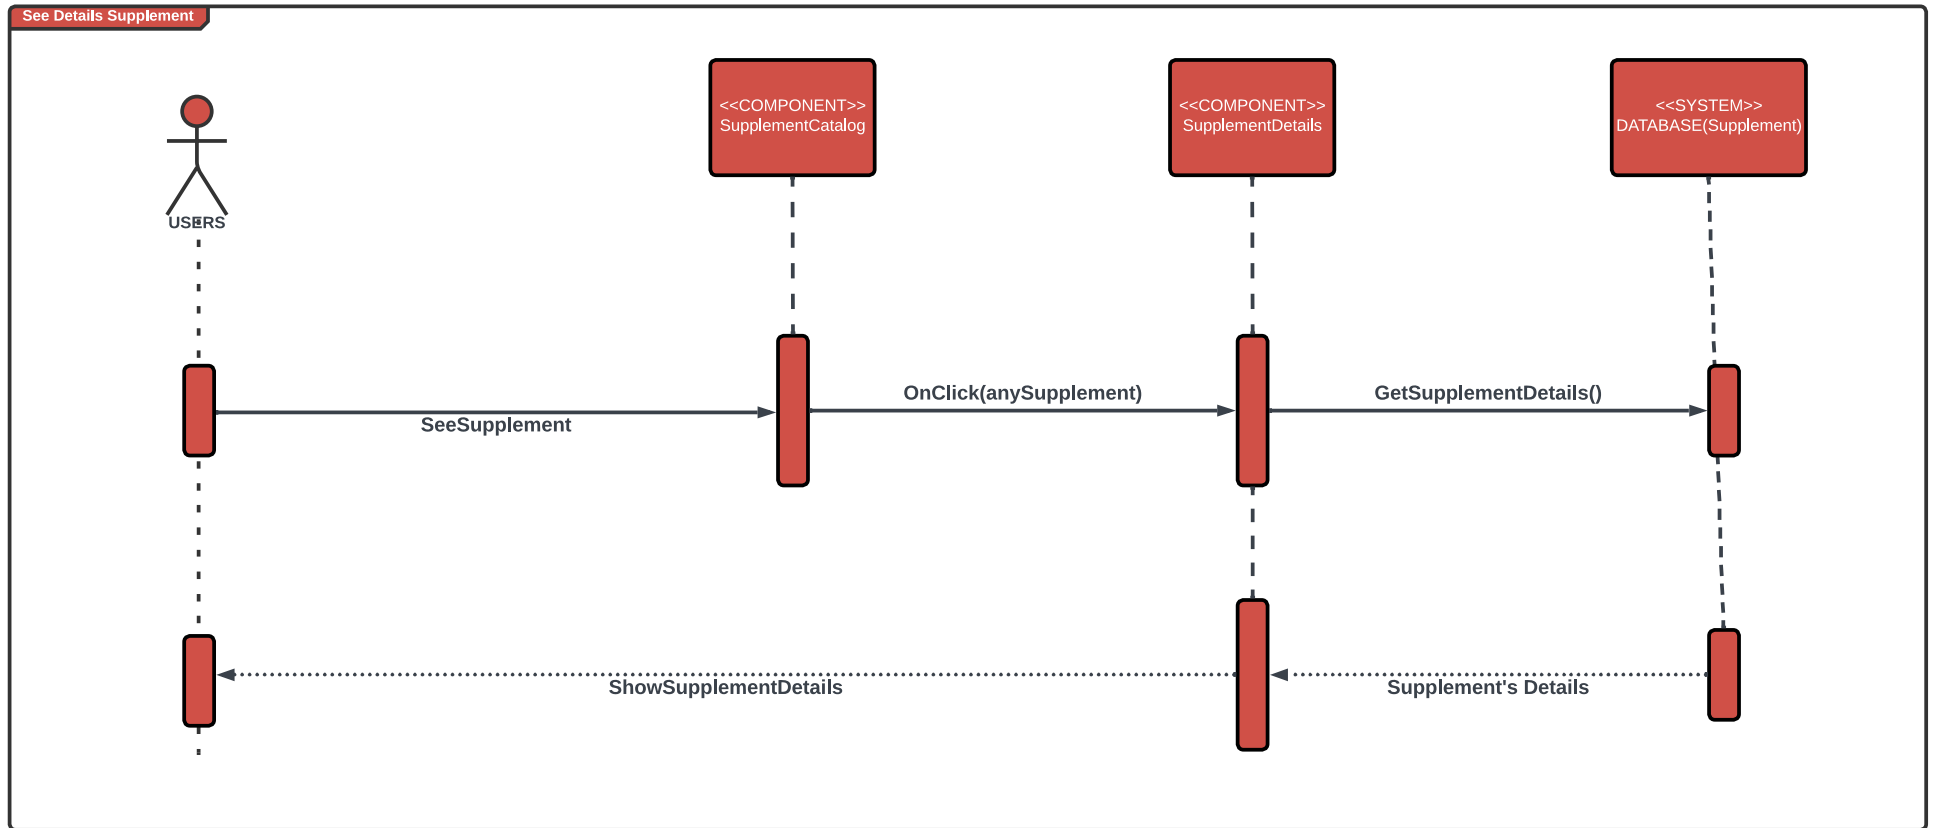 See Details Supplement
<<COMPONENT>>
SupplementCatalog
<<COMPONENT>>
SupplementDetails
<<SYSTEM>>
DATABASE(Supplement)
USERS
SeeSupplement
OnClick(anySupplement)
GetSupplementDetails()
ShowSupplementDetails
Supplement's Details